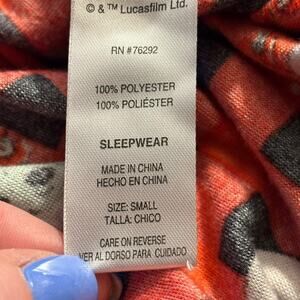 © & ™ Lucasfilm Ltd.
RN #76292
100% POLYESTER
100% POLIÉSTER
SLEEPWEAR
MADE IN CHINA
HECHO EN CHINA
SIZE: SMALL
TALLA: CHICO
CARE ON REVERSE
VER AL DORSO PARA CUIDADO